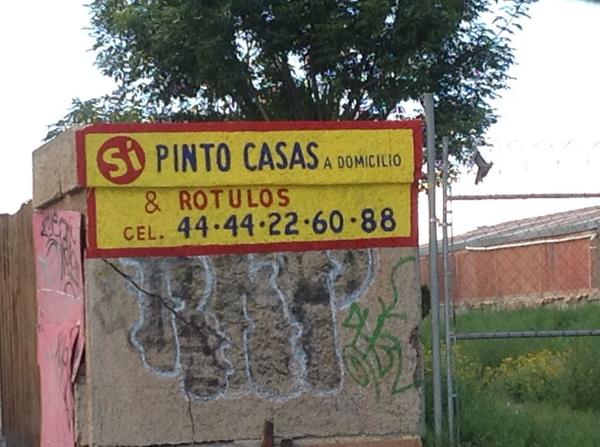 Sí PINTO CASAS A DOMICILIO
& ROTULOS
CEL. 44·44·22·60·88